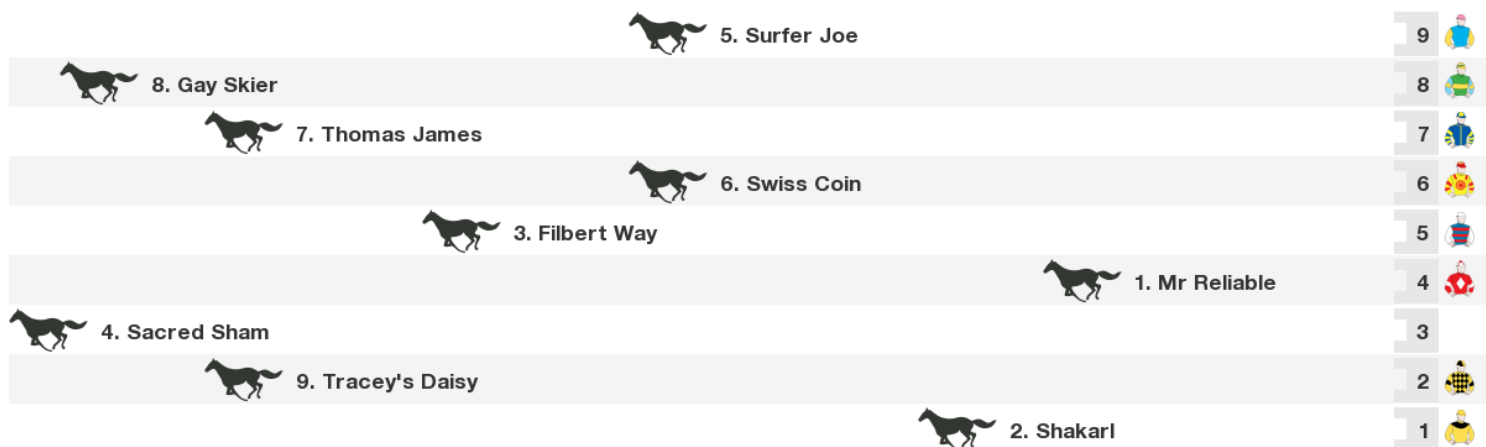 5. Surfer Joe 9
8. Gay Skier 8
7. Thomas James 7
6. Swiss Coin 6
3. Filbert Way 5
1. Mr Reliable 4
4. Sacred Sham 3
9. Tracey's Daisy 2
2. Shakarl 1